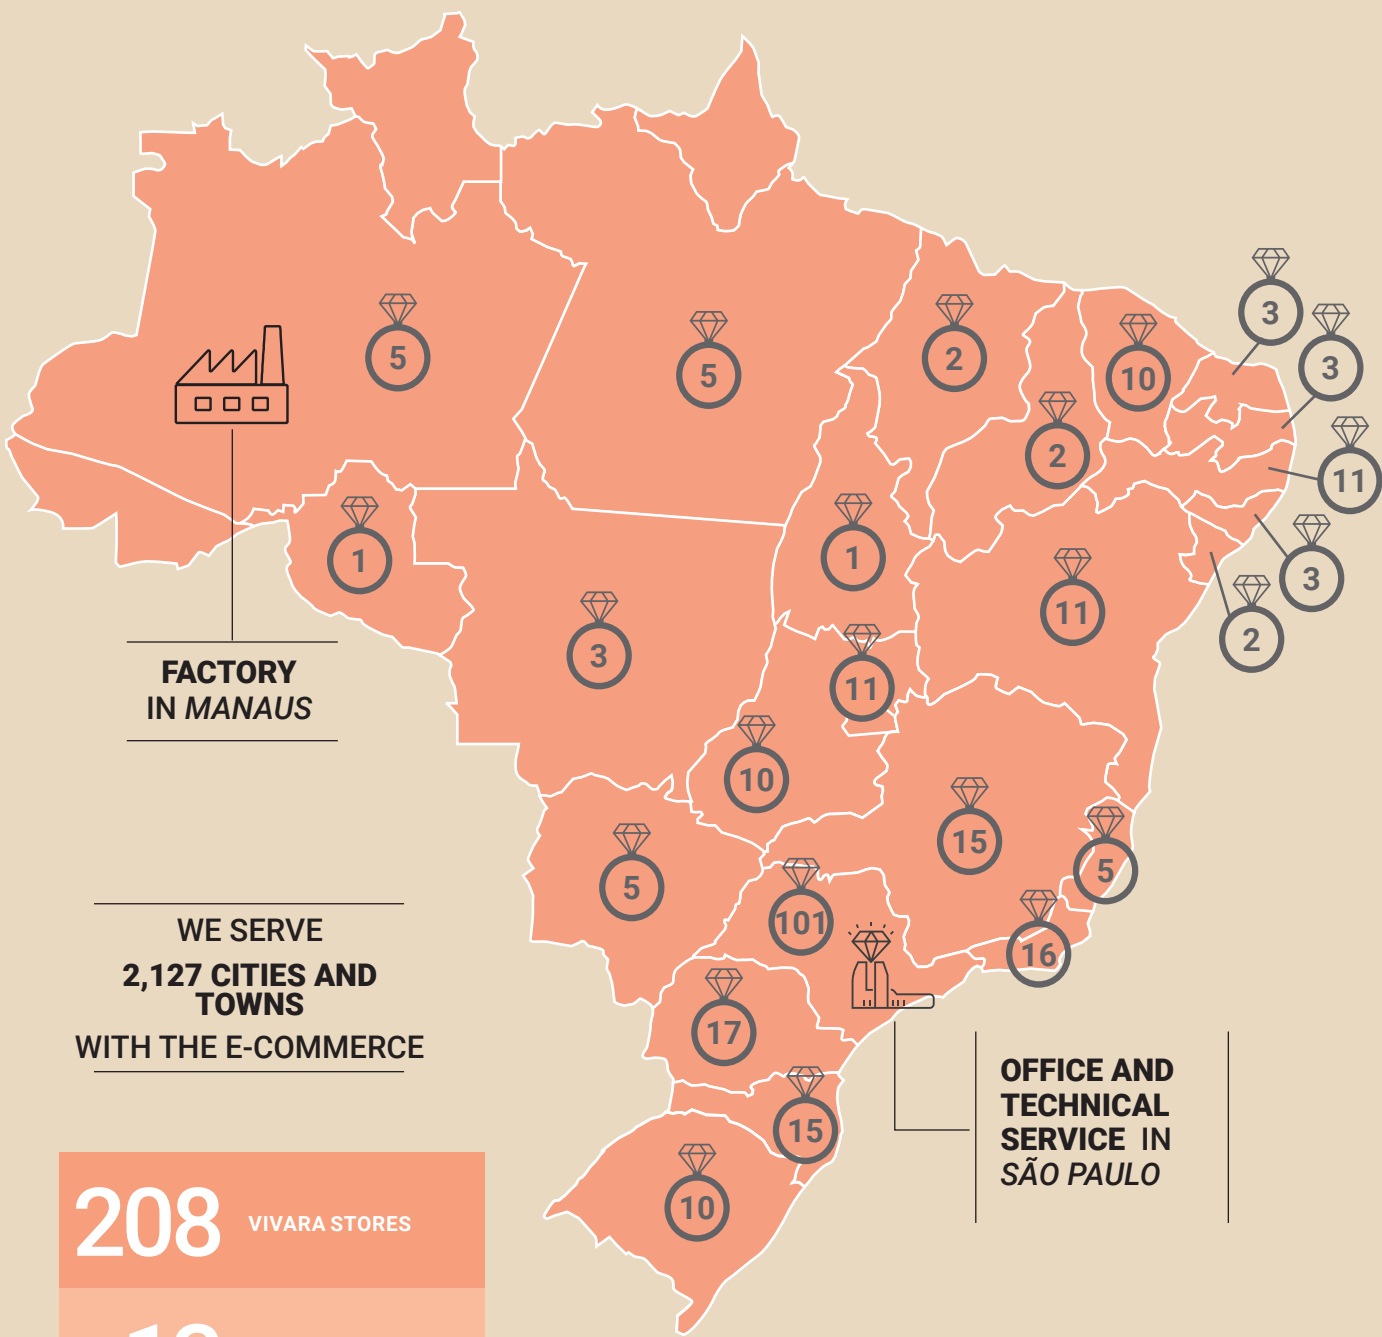 3
3
5
2
5
10
2
11
1
1
3
11
2
3
11
10
15
5
5
101
16
17
15
10
FACTORY
IN MANAUS
WE SERVE
2,127 CITIES AND
TOWNS
WITH THE E-COMMERCE
OFFICE AND
TECHNICAL
SERVICE IN
SÃO PAULO
208 VIVARA STORES